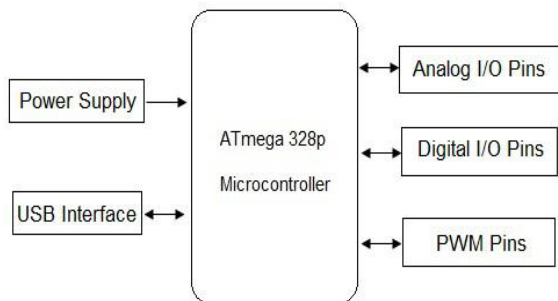 Power Supply
USB Interface
ATmega 328p
Microcontroller
Analog I/O Pins
Digital I/O Pins
PWM Pins